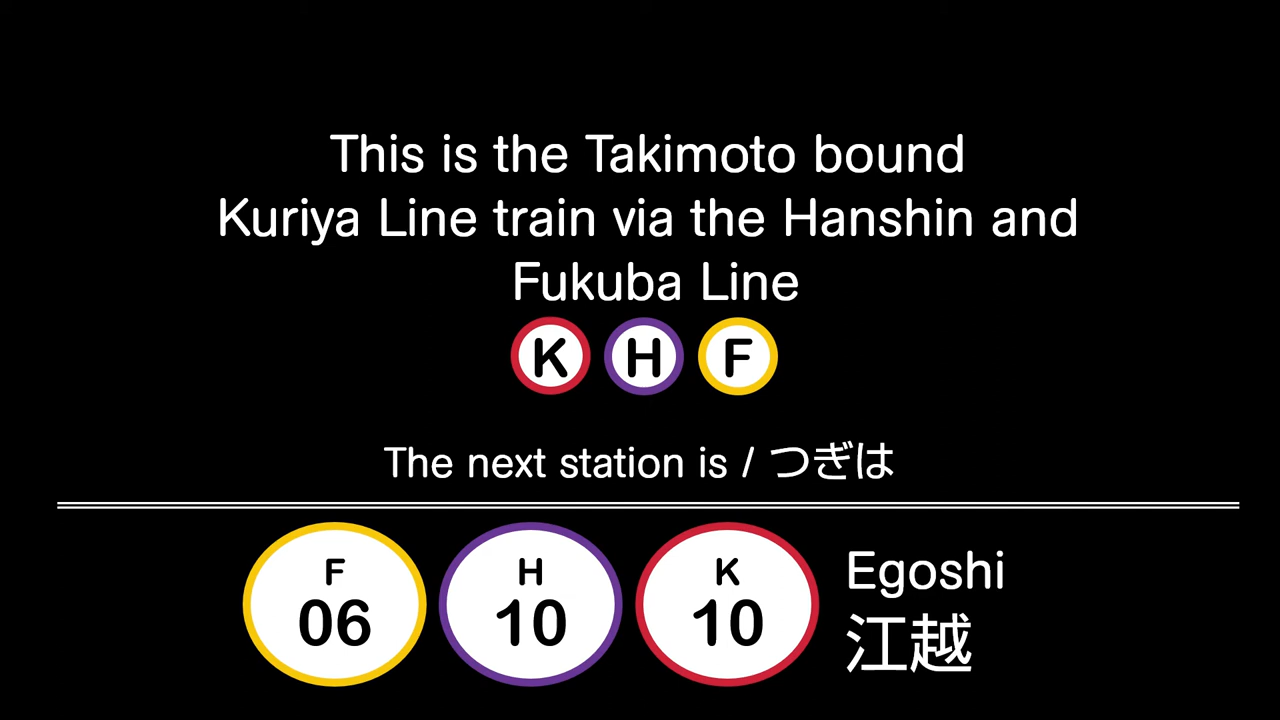 This is the Takimoto bound
Kuriya Line train via the Hanshin and
Fukuba Line
K H F
The next station is / つぎは
F H K
06 10 10
Egoshi
江越